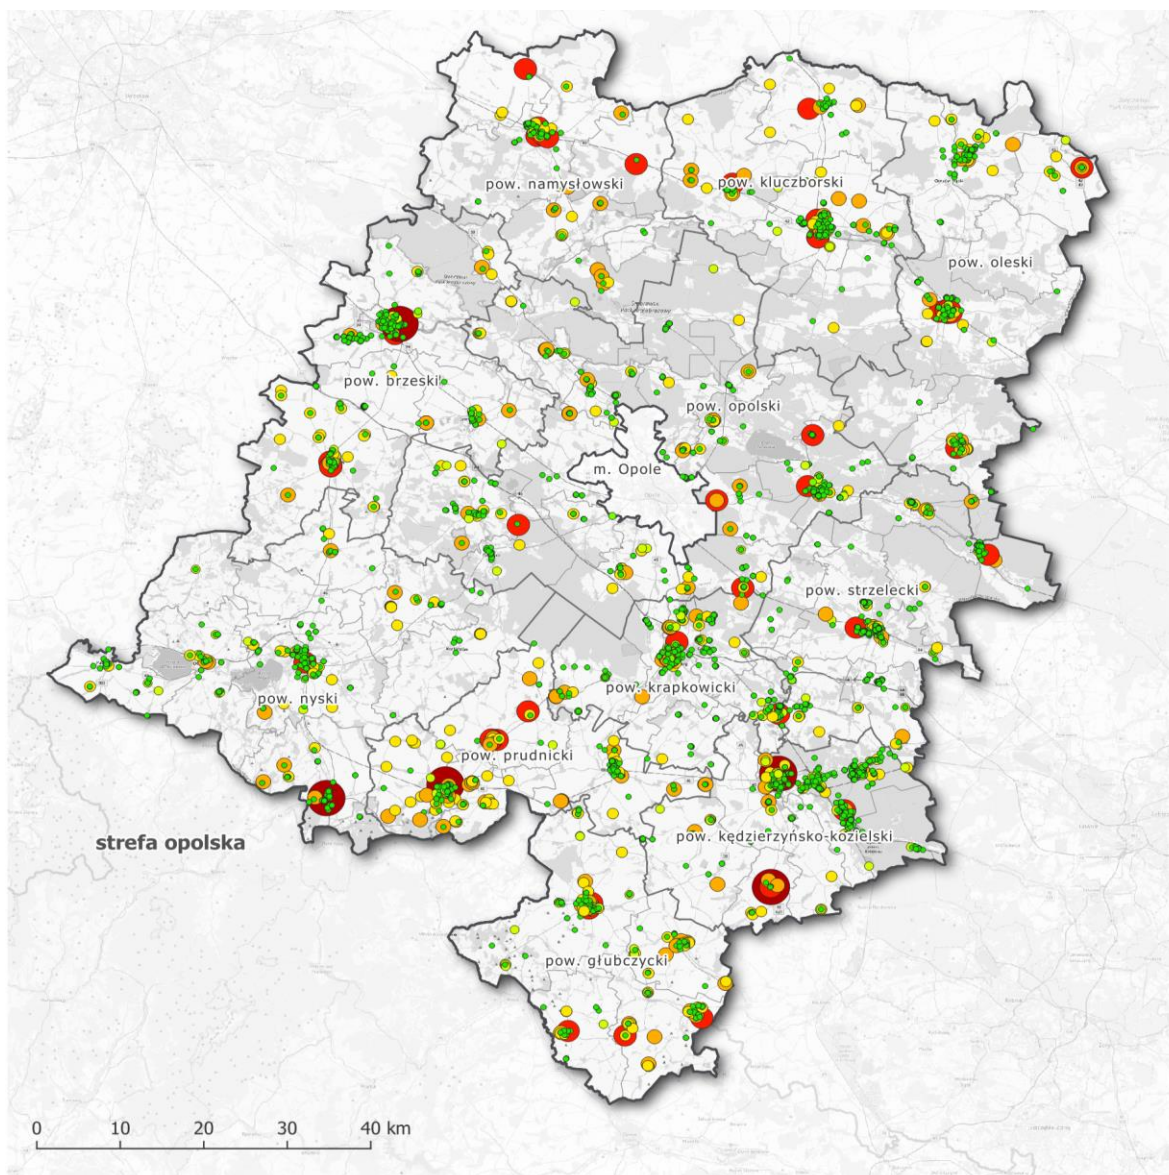 pow. namysłowski
pow. kluczborski
pow. oleski
pow. brzeski
pow. opolski
m. Opole
pow. strzelecki
pow. nyski
pow. krapkowicki
pow. prudnicki
pow. kędzierzyńsko-kozielski
strefa opolska
pow. głubczycki
0 10 20 30 40 km